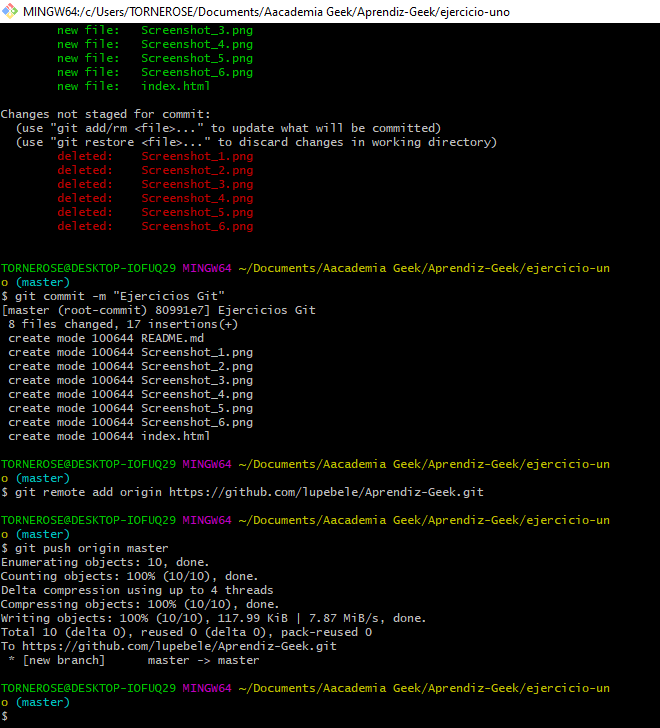 MINGW64:/c/Users/TORNEROSE/Documents/Aacademia Geek/Aprendiz-Geek/ejercicio-uno
new file:   Screenshot_3.png
new file:   Screenshot_4.png
new file:   Screenshot_5.png
new file:   Screenshot_6.png
new file:   index.html
Changes not staged for commit:
(use "git add/rm <file>..." to update what will be committed)
(use "git restore <file>..." to discard changes in working directory)
deleted:    Screenshot_1.png
deleted:    Screenshot_2.png
deleted:    Screenshot_3.png
deleted:    Screenshot_4.png
deleted:    Screenshot_5.png
deleted:    Screenshot_6.png
TORNEROSE@DESKTOP-IOFUQ29 MINGW64 ~/Documents/Aacademia Geek/Aprendiz-Geek/ejercicio-un
o (master)
$ git commit -m "Ejercicios Git"
[master (root-commit) 80991e7] Ejercicios Git
8 files changed, 17 insertions(+)
create mode 100644 README.md
create mode 100644 Screenshot_1.png
create mode 100644 Screenshot_2.png
create mode 100644 Screenshot_3.png
create mode 100644 Screenshot_4.png
create mode 100644 Screenshot_5.png
create mode 100644 Screenshot_6.png
create mode 100644 index.html
TORNEROSE@DESKTOP-IOFUQ29 MINGW64 ~/Documents/Aacademia Geek/Aprendiz-Geek/ejercicio-un
o (master)
$ git remote add origin https://github.com/lupebele/Aprendiz-Geek.git
TORNEROSE@DESKTOP-IOFUQ29 MINGW64 ~/Documents/Aacademia Geek/Aprendiz-Geek/ejercicio-un
o (master)
$ git push origin master
Enumerating objects: 10, done.
Counting objects: 100% (10/10), done.
Delta compression using up to 4 threads
Compressing objects: 100% (10/10), done.
Writing objects: 100% (10/10), 117.99 KiB | 7.87 MiB/s, done.
Total 10 (delta 0), reused 0 (delta 0), pack-reused 0
To https://github.com/lupebele/Aprendiz-Geek.git
* [new branch]      master -> master
TORNEROSE@DESKTOP-IOFUQ29 MINGW64 ~/Documents/Aacademia Geek/Aprendiz-Geek/ejercicio-un
o (master)
$